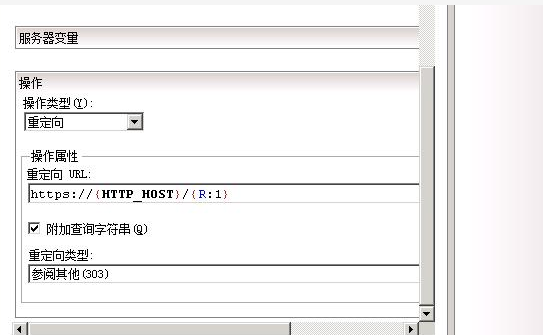 服务器变量
操作
操作类型(Y):
重定向
操作属性
重定向 URL:
https://{HTTP_HOST}/{R:1}
附加查询字符串(Q)
重定向类型:
参阅其他(303)